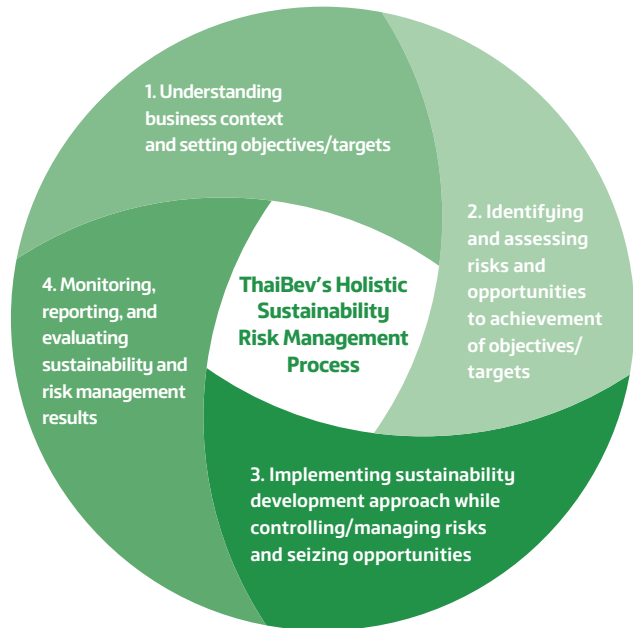 1. Understanding
business context
and setting objectives/targets
2. Identifying
and assessing
risks and
opportunities
to achievement
of objectives/
targets
ThaiBev's Holistic
Sustainability
Risk Management
Process
4. Monitoring,
reporting, and
evaluating
sustainability and
risk management
results
3. Implementing sustainability
development approach while
controlling/managing risks
and seizing opportunities